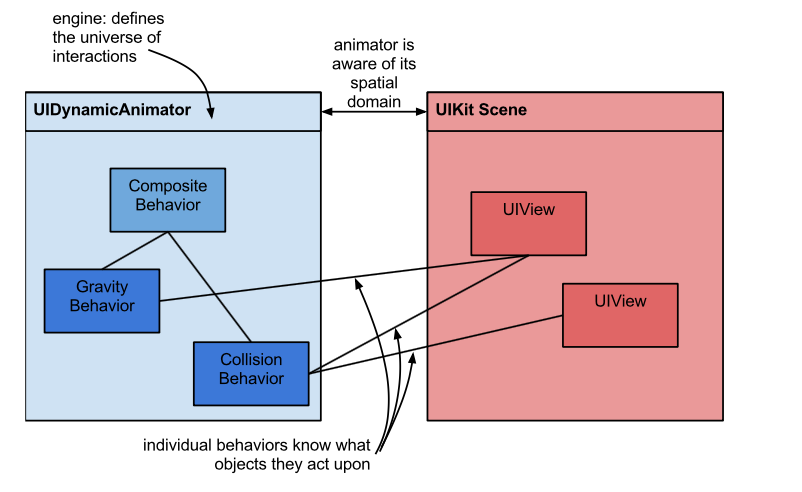 engine: defines
the universe of
interactions
animator is
aware of its
spatial
domain
UIDynamicAnimator
UIKit Scene
Composite
Behavior
UIView
Gravity
Behavior
UIView
Collision
Behavior
individual behaviors know what
objects they act upon